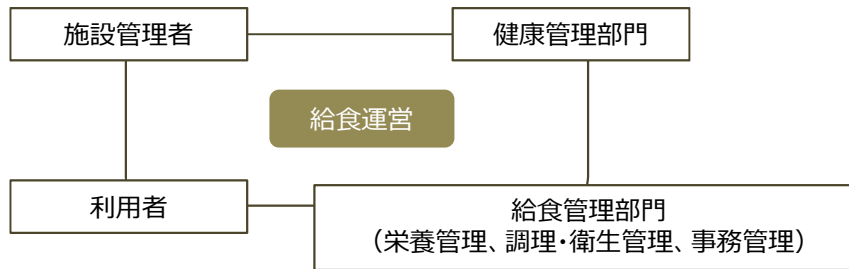 施設管理者
健康管理部門
給食運営
利用者
給食管理部門
（栄養管理、調理・衛生管理、事務管理）